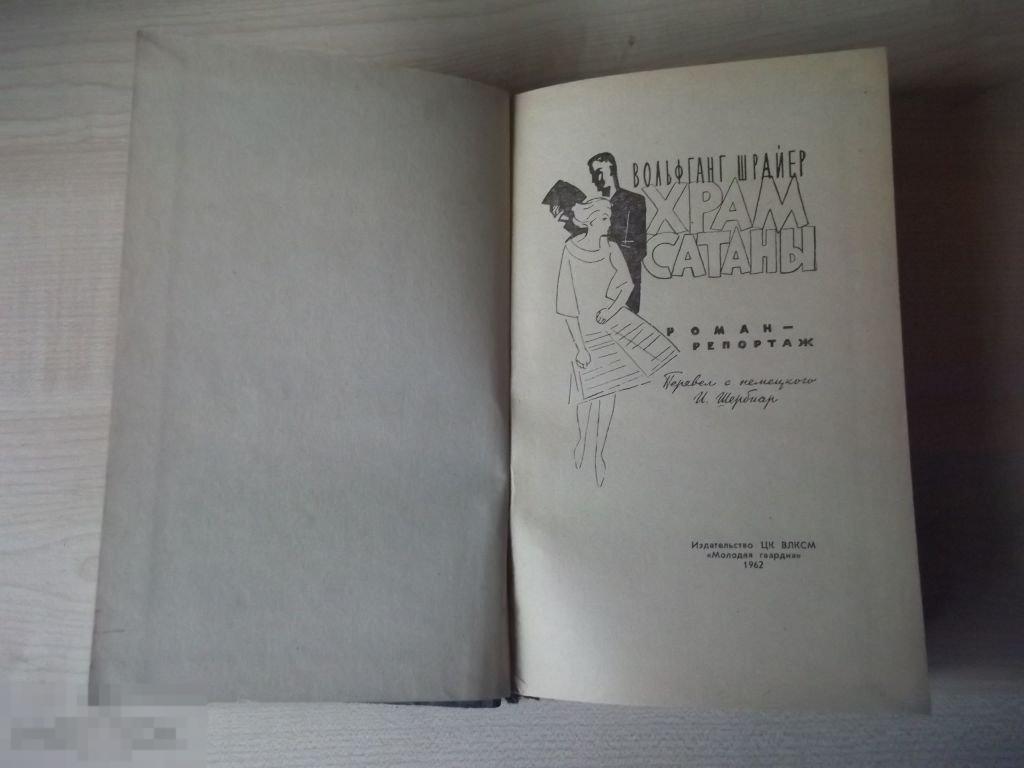 ВОЛЬФГАНГ ШРАЙЕР
ХРАМ
САТАНЫ
РОМАН —
РЕПОРТАЖ
Перевел с немецкого
И. Щербиар
Издательство ЦК ВЛКСМ
«Молодая гвардия»
1962